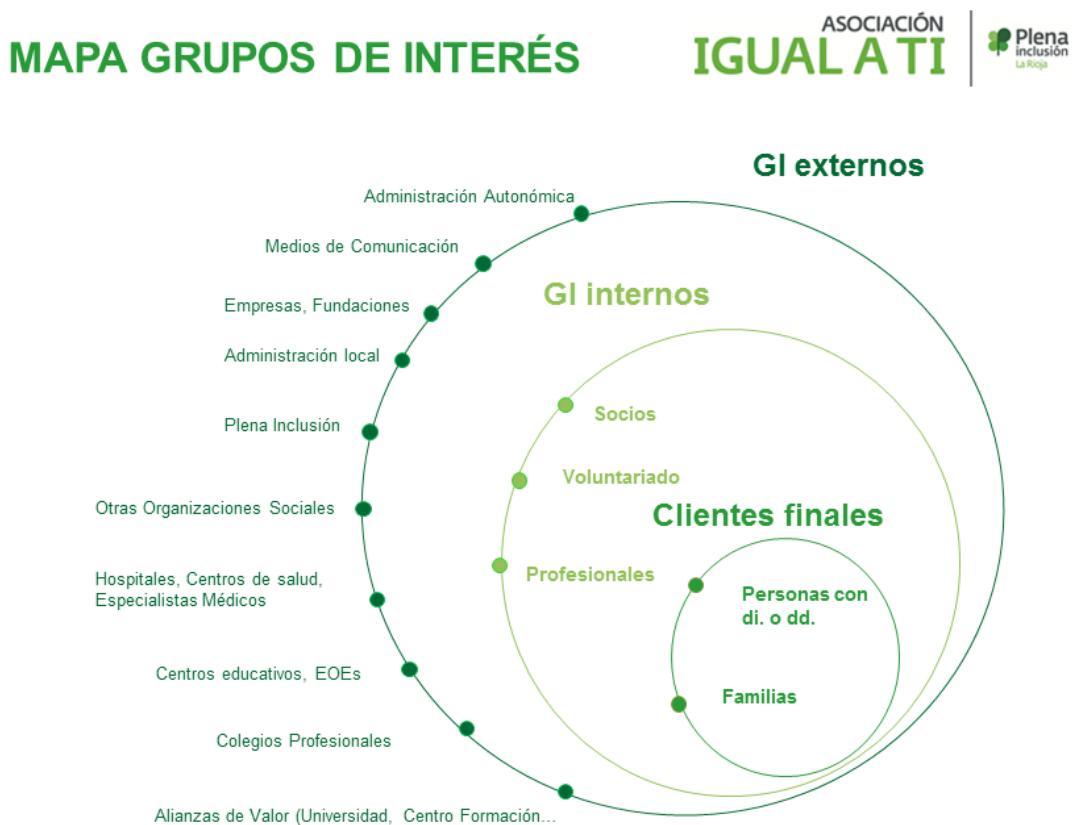 MAPA GRUPOS DE INTERÉS
ASOCIACIÓN
IGUAL A TI
Plena
inclusión
La Rioja
GI externos
Administración Autonómica
Medios de Comunicación
GI internos
Empresas, Fundaciones
Administración local
Socios
Plena Inclusión
Voluntariado
Otras Organizaciones Sociales
Clientes finales
Profesionales
Hospitales, Centros de salud,
Especialistas Médicos
Personas con
di. o dd.
Centros educativos, EOEs
Familias
Colegios Profesionales
Alianzas de Valor (Universidad, Centro Formación...